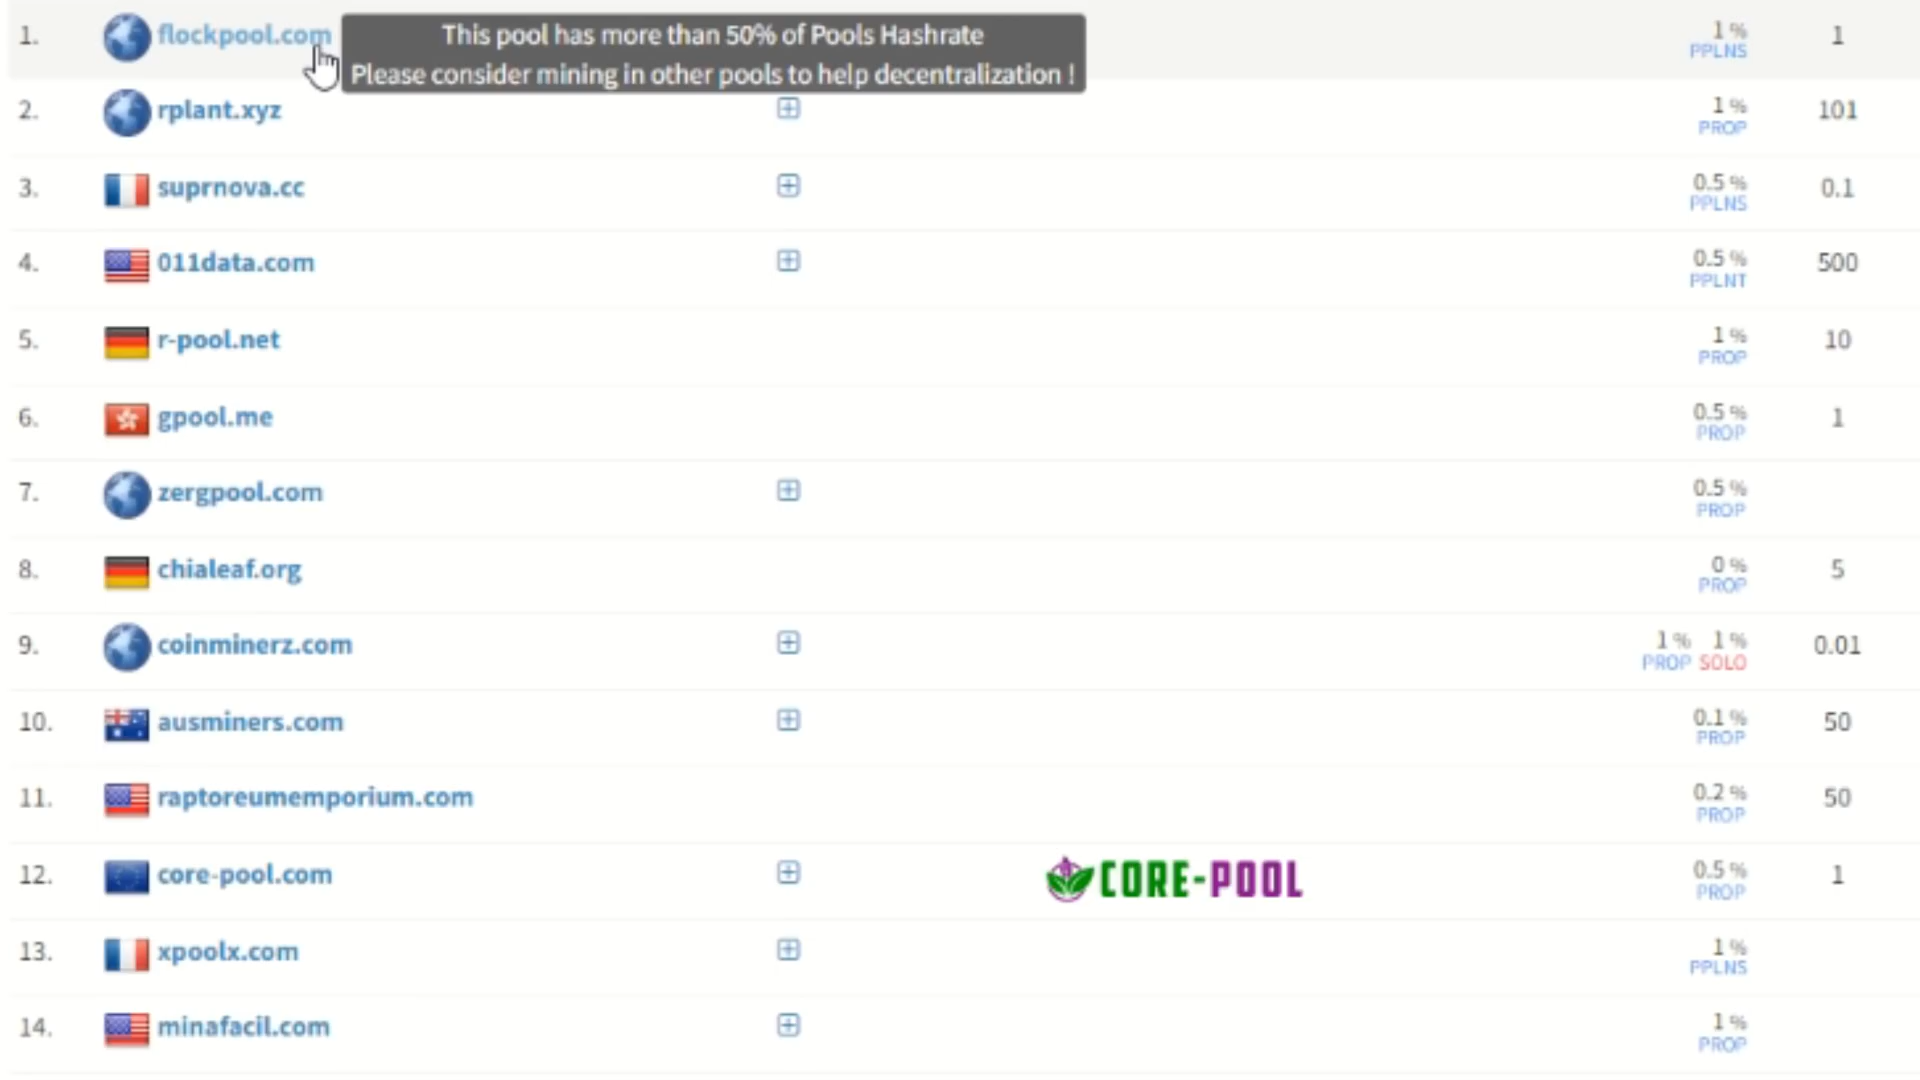 1. flockpool.com This pool has more than 50% of Pools Hashrate 1 % 1
Please consider mining in other pools to help decentralization ! PPLNS
2. rplant.xyz 1 % 101
PROP
3. suprnova.cc 0.5 % 0.1
PPLNS
4. 011data.com 0.5 % 500
PPLNT
5. r-pool.net 1 % 10
PROP
6. gpool.me 0.5 % 1
PROP
7. zergpool.com 0.5 %
PROP
8. chialeaf.org 0 % 5
PROP
9. coinminerz.com 1 % 1 % 0.01
PROP SOLO
10. ausminers.com 0.1 % 50
PROP
11. raptoreumemporium.com 0.2 % 50
PROP
12. core-pool.com CORE-POOL 0.5 % 1
PROP
13. xpoolx.com 1 %
PPLNS
14. minafacil.com 1 %
PROP